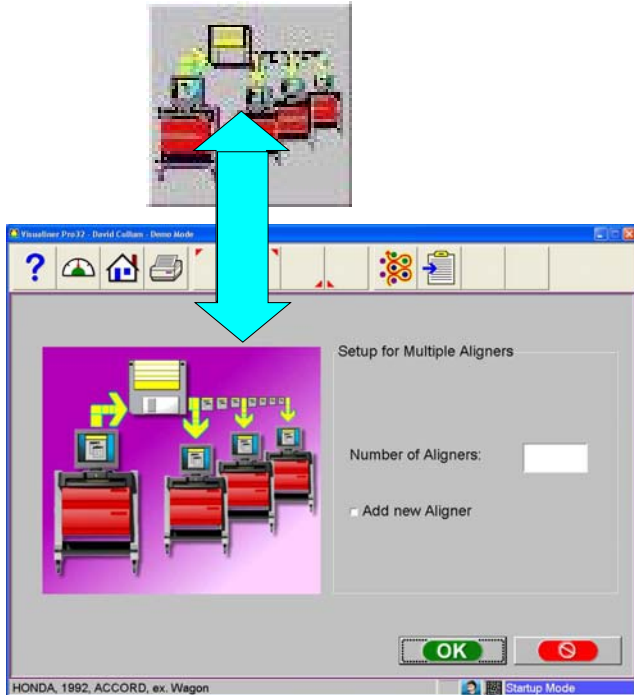 Visualiner Pro32 - David Cullum - Demo Mode
?
Setup for Multiple Aligners
Number of Aligners:
Add new Aligner
OK
HONDA, 1992, ACCORD, ex. Wagon
Startup Mode